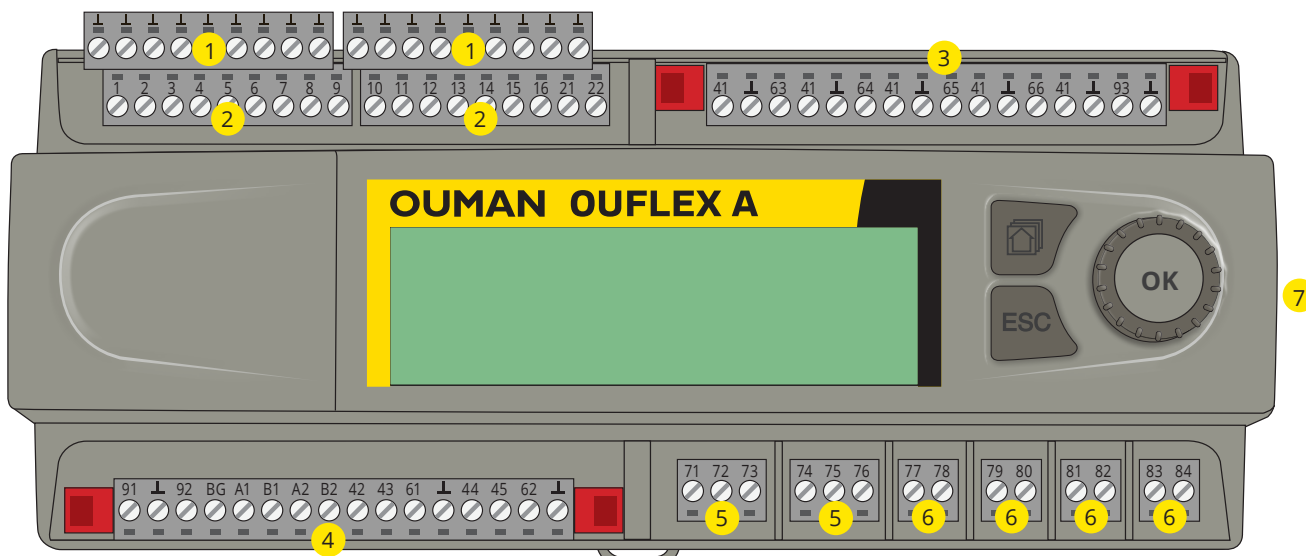 ⊥ ⊥ ⊥ ⊥ ⊥ ⊥ ⊥ ⊥ ⊥ ⊥ ⊥ ⊥ ⊥ ⊥ ⊥ ⊥ ⊥ ⊥
1 1
3
1 2 3 4 5 6 7 8 9 10 11 12 13 14 15 16 21 22 41 ⊥ 63 41 ⊥ 64 41 ⊥ 65 41 ⊥ 66 41 ⊥ 93 ⊥
2 2
OUMAN OUFLEX A
OK
7
ESC
71 72 73 74 75 76 77 78 79 80 81 82 83 84
91 ⊥ 92 BG A1 B1 A2 B2 42 43 61 ⊥ 44 45 62 ⊥
5 5 6 6 6 6
4